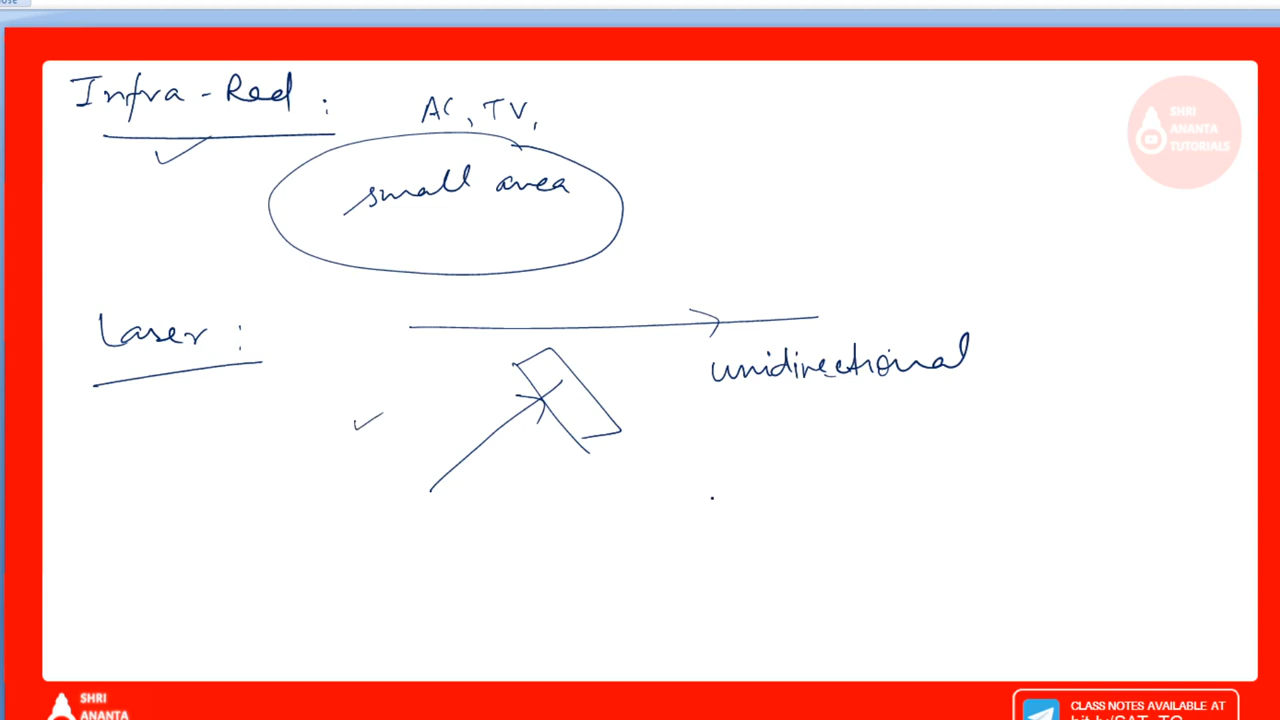 Infra-Red :
AC, TV,
small area
Laser :
unidirectional
SHRI
ANANTA
TUTORIALS
SHRI
ANANTA
CLASS NOTES AVAILABLE AT